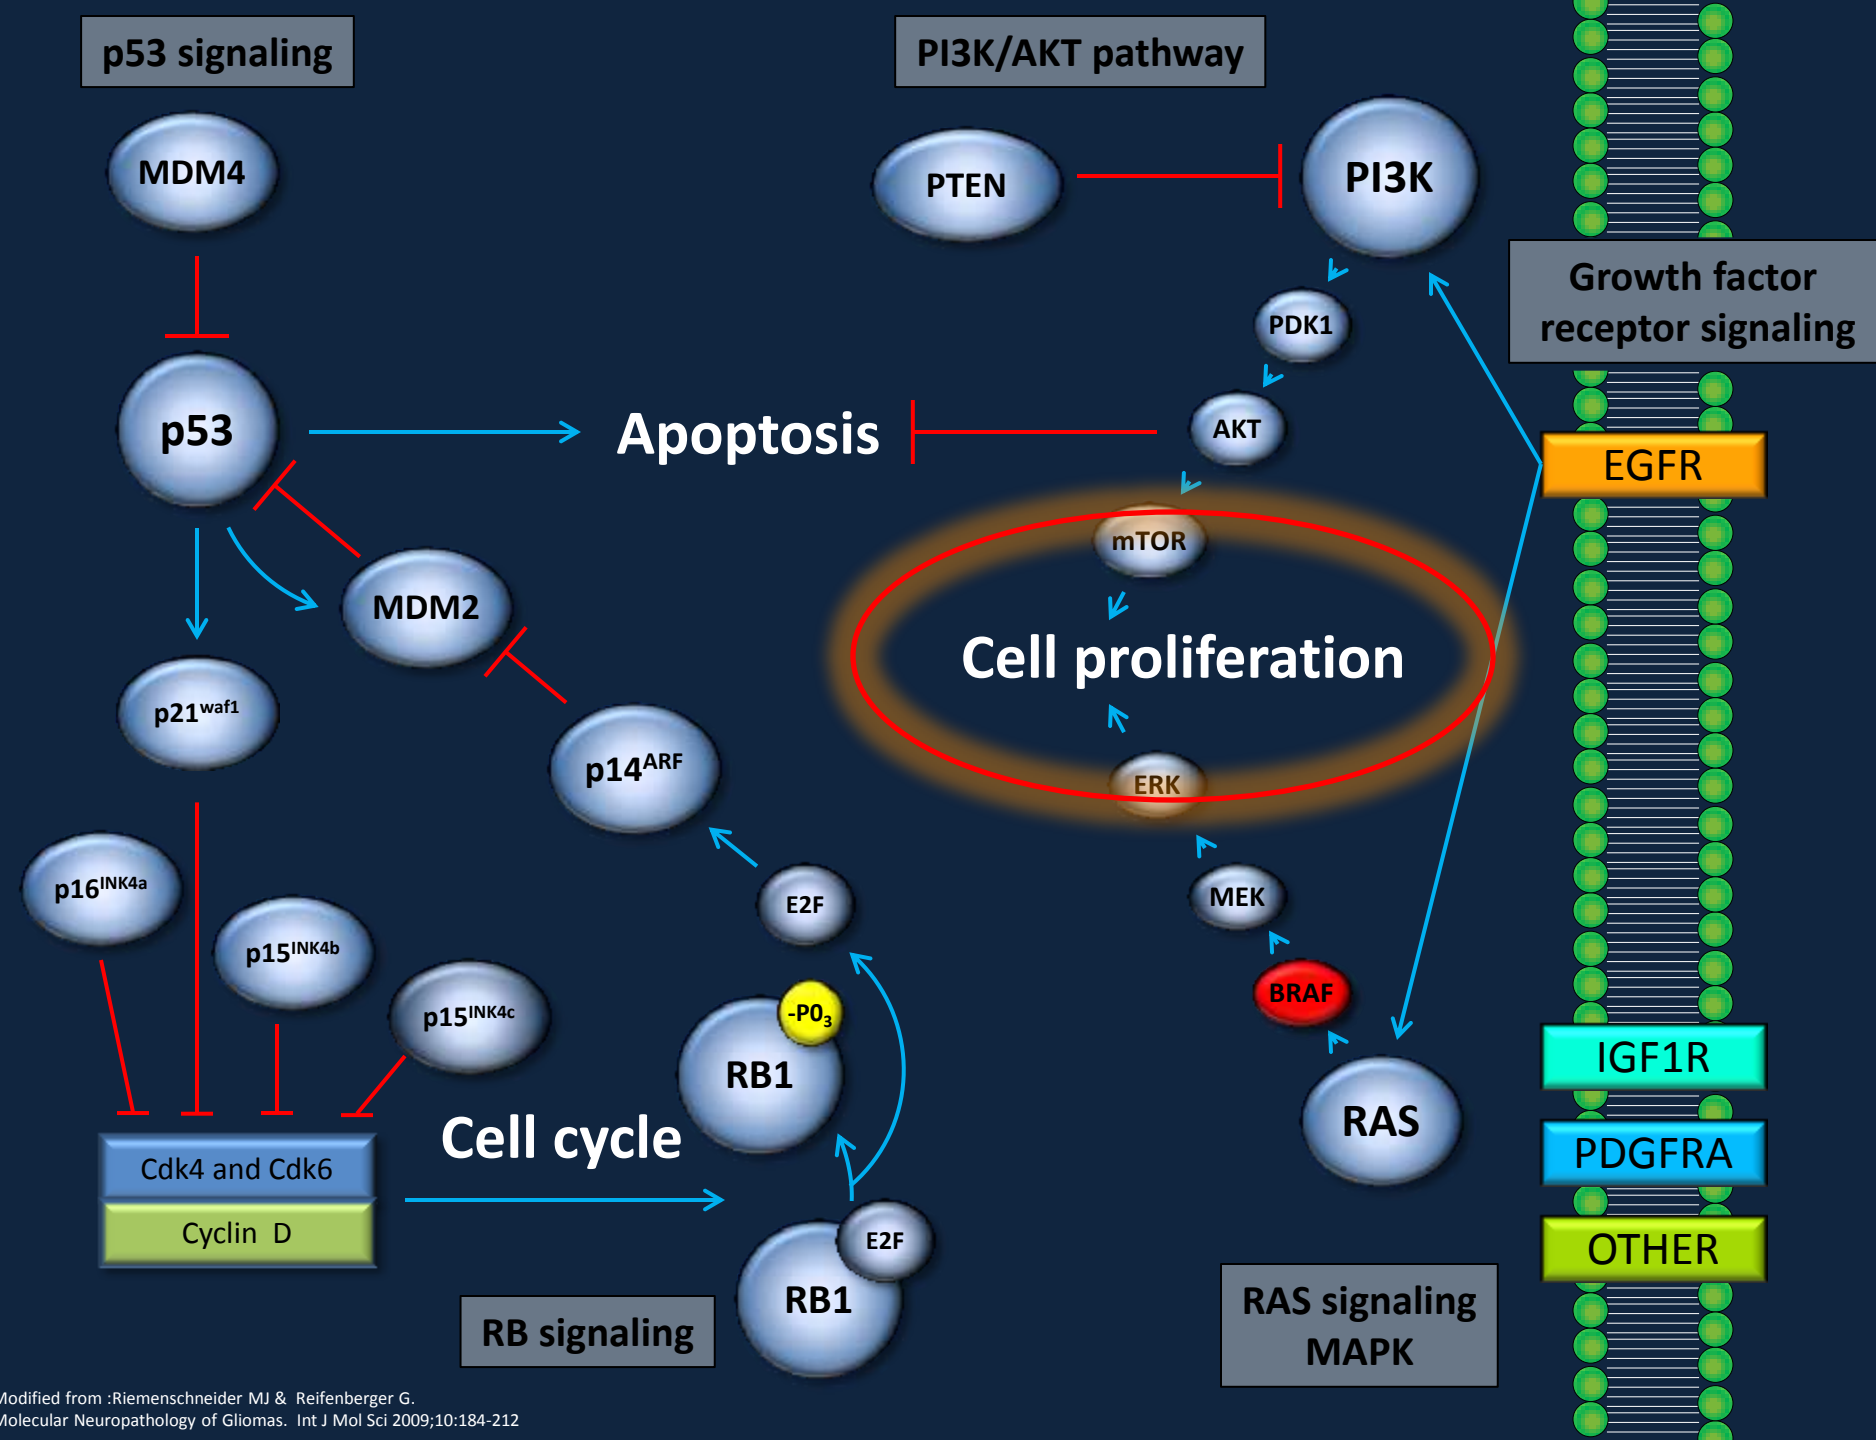 p53 signaling
PI3K/AKT pathway
MDM4
PTEN
PI3K
Growth factor
receptor signaling
PDK1
p53
Apoptosis
AKT
EGFR
mTOR
MDM2
Cell proliferation
p21waf1
p14ARF
ERK
p16INK4a
E2F
MEK
p15INK4b
BRAF
p15INK4c
-P03
RB1
IGF1R
Cell cycle
RAS
PDGFRA
Cdk4 and Cdk6
Cyclin D
E2F
OTHER
RB1
RB signaling
RAS signaling
MAPK
Modified from :Riemenschneider MJ & Reifenberger G.
Molecular Neuropathology of Gliomas. Int J Mol Sci 2009;10:184-212